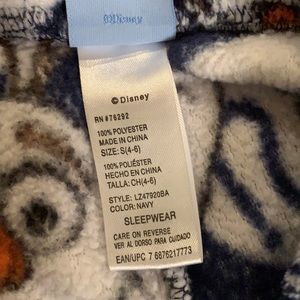 ©Disney
©Disney
RN #76292
100% POLYESTER
MADE IN CHINA
SIZE: S(4-6)
100% POLIÉSTER
HECHO EN CHINA
TALLA: CH(4-6)
STYLE: LZ47920BA
COLOR: NAVY
SLEEPWEAR
CARE ON REVERSE
VER AL DORSO PARA CUIDADO
EAN/UPC 7 6876217773